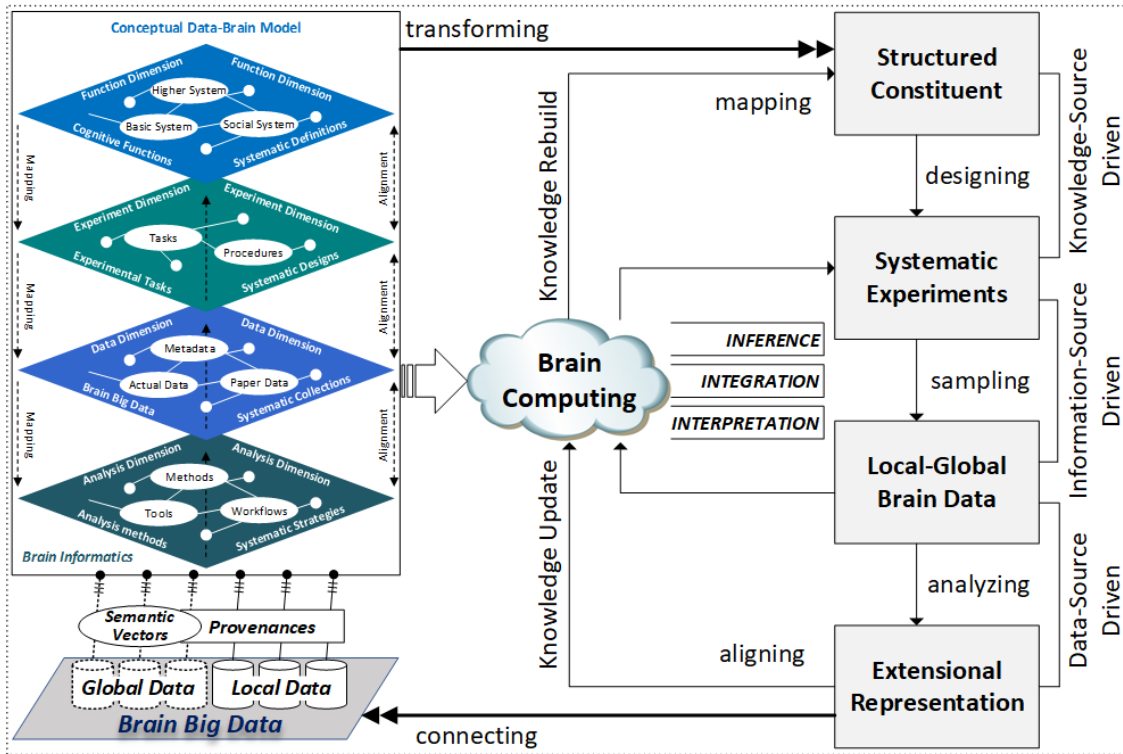 Conceptual Data-Brain Model
Function Dimension
Function Dimension
Higher System
Basic System
Social System
Cognitive Functions
Systematic Definitions
Mapping
Alignment
Experiment Dimension
Experiment Dimension
Tasks
Procedures
Experimental Tasks
Systematic Designs
Mapping
Alignment
Data Dimension
Data Dimension
Metadata
Actual Data
Paper Data
Brain Big Data
Systematic Collections
Mapping
Alignment
Analysis Dimension
Analysis Dimension
Methods
Tools
Workflows
Analysis methods
Systematic Strategies
Brain Informatics
Semantic
Vectors
Provenances
Global Data
Local Data
Brain Big Data
transforming
mapping
Knowledge Rebuild
Brain
Computing
INFERENCE
INTEGRATION
INTERPRETATION
Knowledge Update
aligning
connecting
Structured
Constituent
designing
Systematic
Experiments
sampling
Local-Global
Brain Data
analyzing
Extensional
Representation
Knowledge-Source
Driven
Information-Source
Driven
Data-Source
Driven